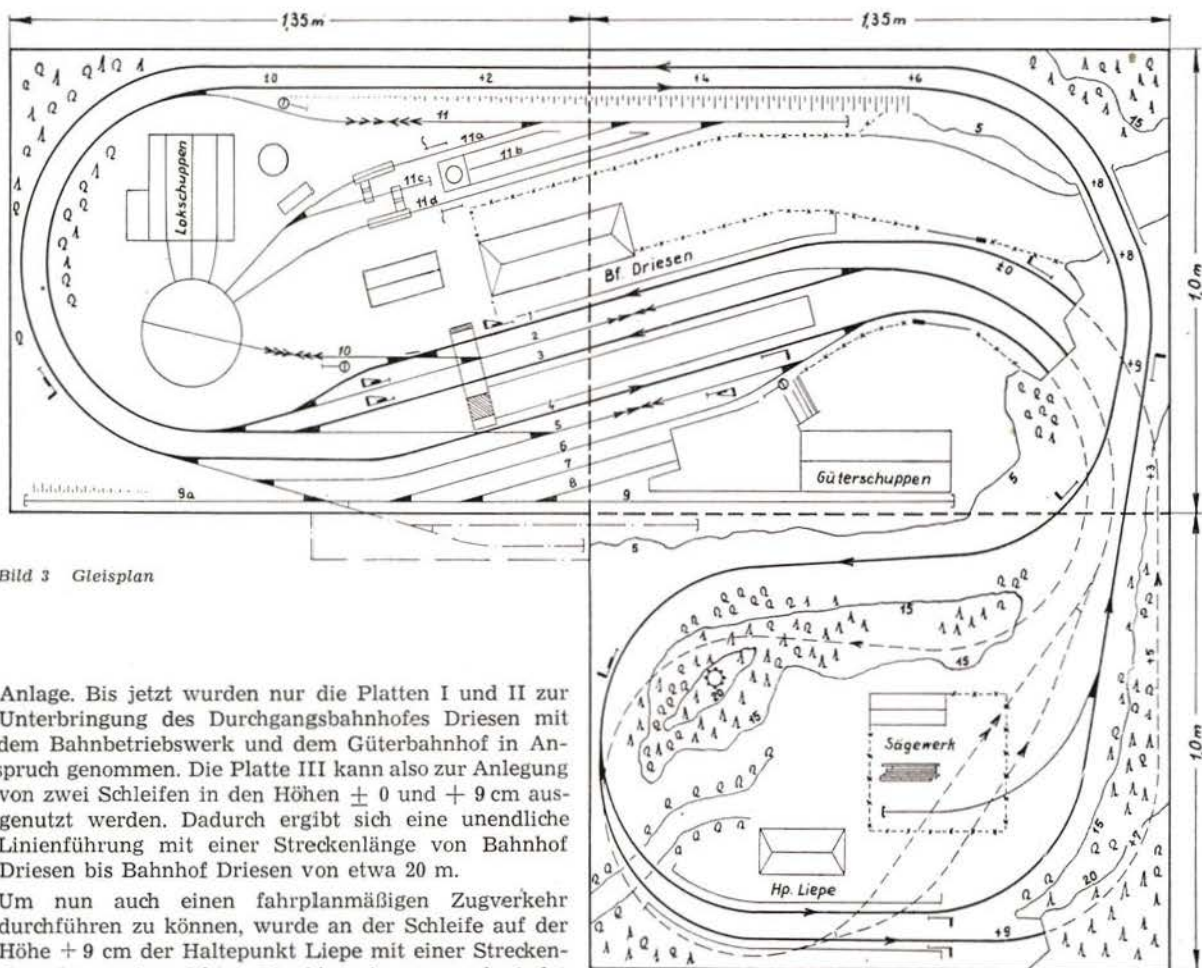 1,35 m
1,35 m
±0
+2
+4
+6
15
11
5
11a
11b
11c
11d
Lokschuppen
+8
+8
Bf. Driesen
±0
1,0 m
1
2
3
10
4
5
6
7
8
+9
5
+3
Güterschuppen
9a
9
5
Bild 3 Gleisplan
15
15
20
15
+5
Sägewerk
1,0 m
15
+7
20
Hp. Liepe
+9
Anlage. Bis jetzt wurden nur die Platten I und II zur
Unterbringung des Durchgangsbahnhofes Driesen mit
dem Bahnbetriebswerk und dem Güterbahnhof in An-
spruch genommen. Die Platte III kann also zur Anlegung
von zwei Schleifen in den Höhen ± 0 und + 9 cm aus-
genutzt werden. Dadurch ergibt sich eine unendliche
Linienführung mit einer Streckenlänge von Bahnhof
Driesen bis Bahnhof Driesen von etwa 20 m.
Um nun auch einen fahrplanmäßigen Zugverkehr
durchführen zu können, wurde an der Schleife auf der
Höhe + 9 cm der Haltepunkt Liepe mit einer Strecken-